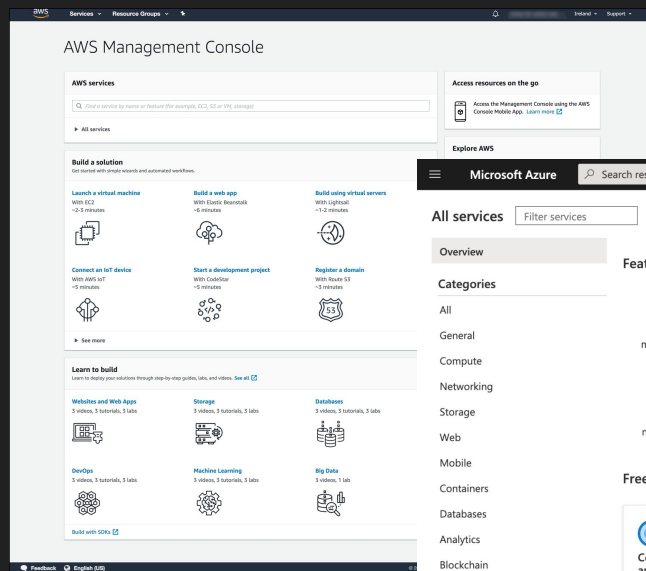 aws
Services
Resource Groups
Ireland
Support
AWS Management Console
AWS services
Find a service by name or feature (for example, EC2, S3 or VM, storage).
All services
Build a solution
Get started with simple wizards and automated workflows.
Launch a virtual machine
With EC2
~2-3 minutes
Build a web app
With Elastic Beanstalk
~6 minutes
Build using virtual servers
With Lightsail
~1-2 minutes
Connect an IoT device
With AWS IoT
~5 minutes
Start a development project
With CodeStar
~5 minutes
Register a domain
With Route 53
~3 minutes
53
See more
Learn to build
Learn to deploy your solutions through step-by-step guides, labs, and videos. See all
Websites and Web Apps
3 videos, 3 tutorials, 3 labs
Storage
3 videos, 3 tutorials, 3 labs
Databases
3 videos, 3 tutorials, 3 labs
DevOps
3 videos, 3 tutorials, 3 labs
Machine Learning
3 videos, 3 tutorials, 3 labs
Big Data
3 videos, 1 lab
Build with SDKs
Feedback
English (US)
Access resources on the go
Access the Management Console using the AWS
Console Mobile App. Learn more
Explore AWS
Microsoft Azure
Search res
All services
Filter services
Overview
Categories
All
General
Compute
Networking
Storage
Web
Mobile
Containers
Databases
Analytics
Blockchain
Feat
Free